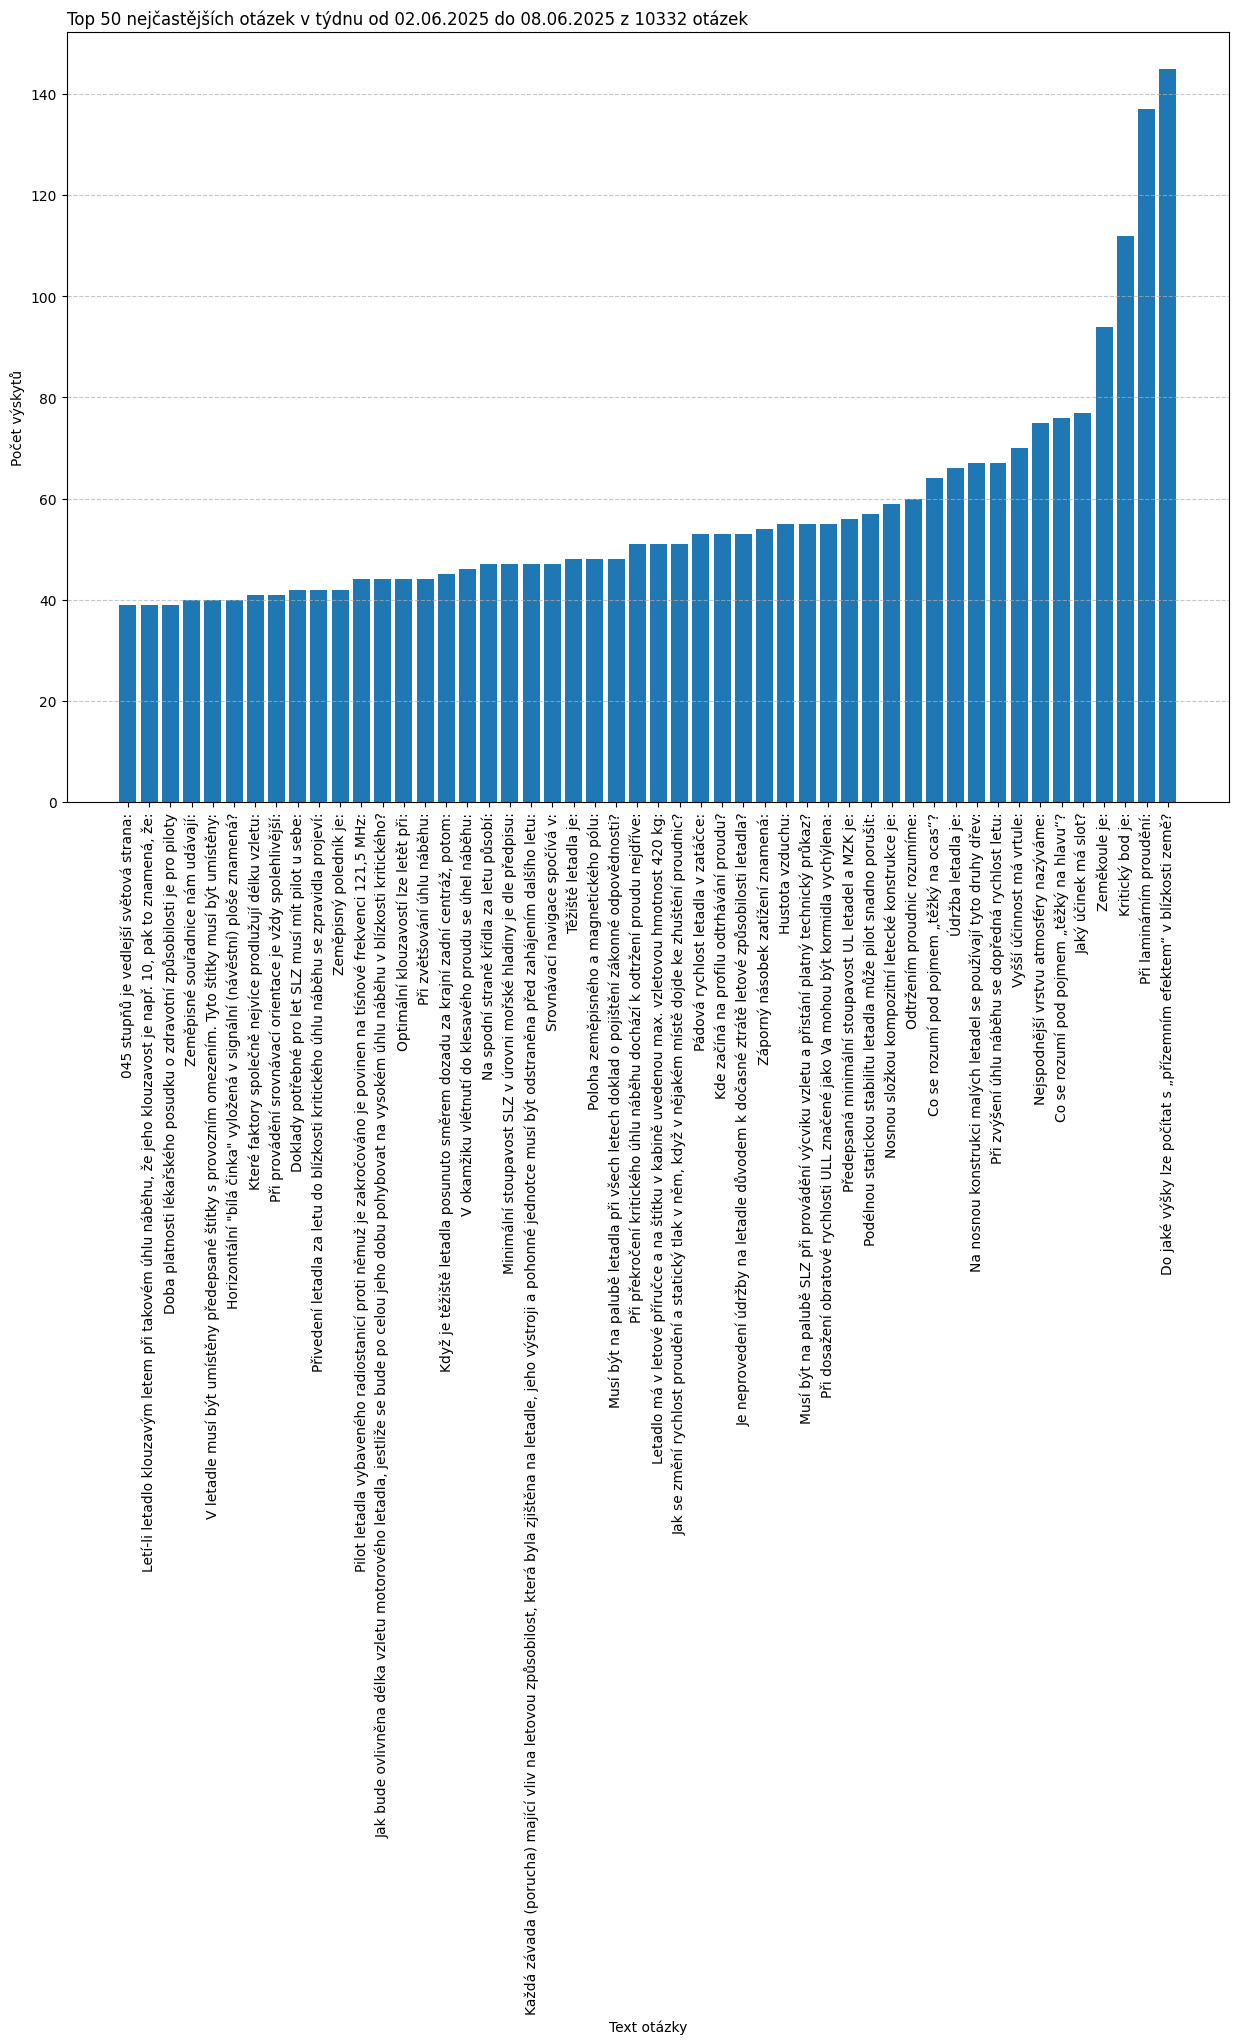 Top 50 nejčastějších otázek v týdnu od 02.06.2025 do 08.06.2025 z 10332 otázek
Počet výskytů
140
120
100
80
60
40
20
0
045 stupňů je vedlejší světová strana:
Letí-li letadlo klouzavým letem při takovém úhlu náběhu, že jeho klouzavost je např. 10, pak to znamená, že:
Doba platnosti lékařského posudku o zdravotní způsobilosti je pro piloty
Zeměpisné souřadnice nám udávají:
V letadle musí být umístěny předepsané štítky s provozním omezením. Tyto štítky musí být umístěny:
Horizontální "bílá činka" vyložená v signální (návěstní) ploše znamená?
Které faktory společně nejvíce prodlužují délku vzletu:
Při provádění srovnávací orientace je vždy spolehlivější:
Doklady potřebné pro let SLZ musí mít pilot u sebe:
Přivedení letadla za letu do blízkosti kritického úhlu náběhu se zpravidla projeví:
Zeměpisný poledník je:
Pilot letadla vybaveného radiostanicí proti němuž je zakročováno je povinen na tísňové frekvenci 121,5 MHz:
Jak bude ovlivněna délka vzletu motorového letadla, jestliže se bude po celou jeho dobu pohybovat na vysokém úhlu náběhu v blízkosti kritického?
Optimální klouzavostí lze letět při:
Při zvětšování úhlu náběhu:
Když je těžiště letadla posunuto směrem dozadu za krajní zadní centráž, potom:
V okamžiku vlétnutí do klesavého proudu se úhel náběhu:
Na spodní straně křídla za letu působí:
Minimální stoupavost SLZ v úrovni mořské hladiny je dle předpisu:
Každá závada (porucha) mající vliv na letovou způsobilost, která byla zjištěna na letadle, jeho výstroji a pohonné jednotce musí být odstraněna před zahájením dalšího letu:
Srovnávací navigace spočívá v:
Těžiště letadla je:
Poloha zeměpisného a magnetického pólu:
Musí být na palubě letadla při všech letech doklad o pojištění zákonné odpovědnosti?
Při překročení kritického úhlu náběhu dochází k odtržení proudu nejdříve:
Letadlo má v letové příručce a na štítku v kabině uvedenou max. vzletovou hmotnost 420 kg:
Jak se změní rychlost proudění a statický tlak v něm, když v nějakém místě dojde ke zhuštění proudnic?
Pádová rychlost letadla v zatáčce:
Kde začíná na profilu odtrhávání proudu?
Je neprovedení údržby na letadle důvodem k dočasné ztrátě letové způsobilosti letadla?
Záporný násobek zatížení znamená:
Hustota vzduchu:
Musí být na palubě SLZ při provádění výcviku vzletu a přistání platný technický průkaz?
Při dosažení obratové rychlosti ULL značené jako Va mohou být kormidla vychýlena:
Předepsaná minimální stoupavost UL letadel a MZK je:
Podélnou statickou stabilitu letadla může pilot snadno porušit:
Nosnou složkou kompozitní letecké konstrukce je:
Odtržením proudnic rozumíme:
Co se rozumí pod pojmem „těžký na ocas“?
Údržba letadla je:
Na nosnou konstrukci malých letadel se používají tyto druhy dřev:
Při zvýšení úhlu náběhu se dopředná rychlost letu:
Vyšší účinnost má vrtule:
Nejspodnější vrstvu atmosféry nazýváme:
Co se rozumí pod pojmem „těžký na hlavu“?
Jaký účinek má slot?
Zeměkoule je:
Kritický bod je:
Při laminárním proudění:
Do jaké výšky lze počítat s „přízemním efektem“ v blízkosti země?
Text otázky